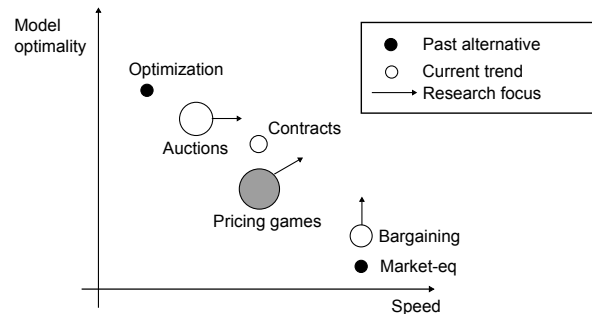 Model
optimality
Past alternative
Current trend
Research focus
Optimization
Auctions
Contracts
Pricing games
Bargaining
Market-eq
Speed